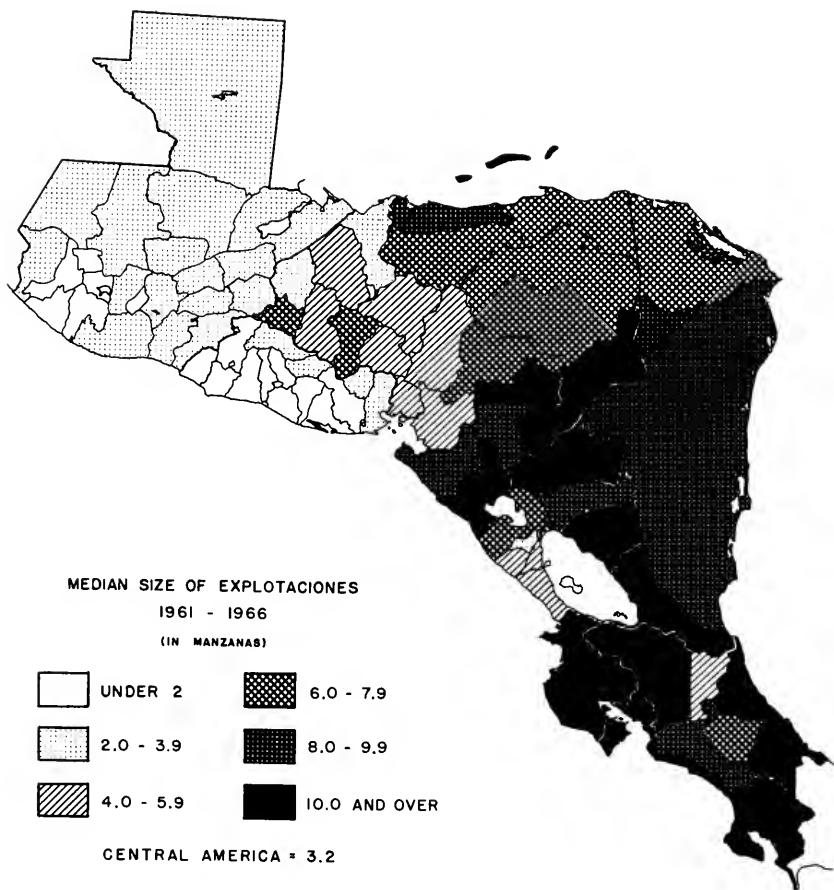 MEDIAN SIZE OF EXPLOTACIONES
1961 - 1966
(IN MANZANAS)
UNDER 2
6.0 - 7.9
2.0 - 3.9
8.0 - 9.9
4.0 - 5.9
10.0 AND OVER
CENTRAL AMERICA = 3.2